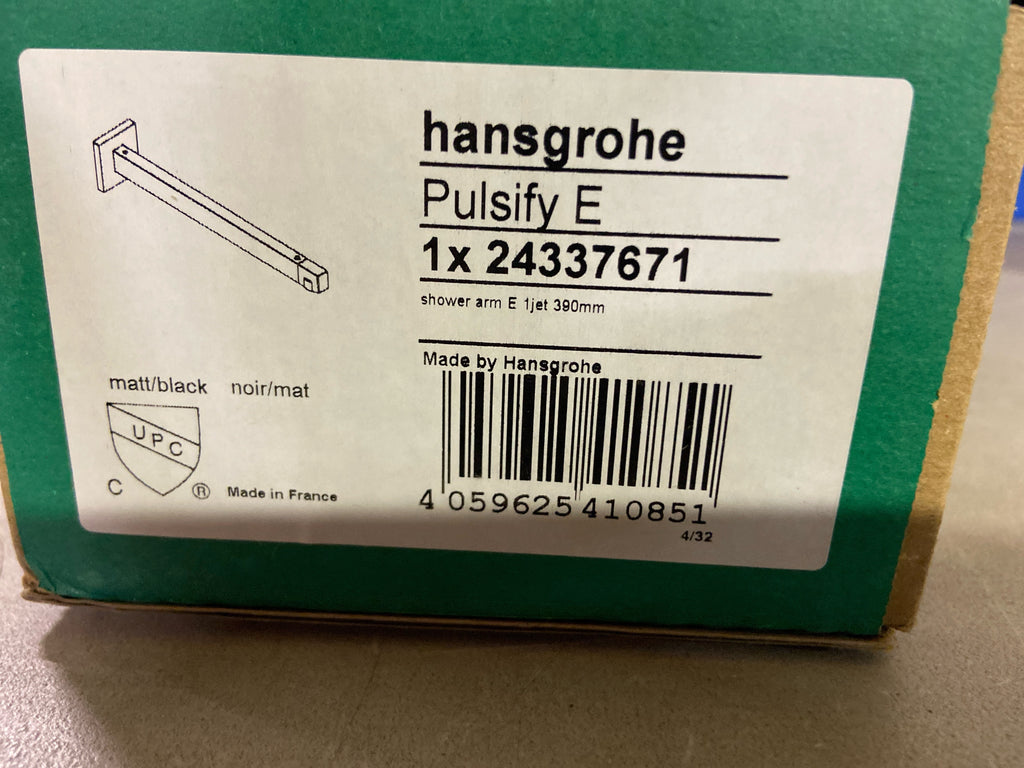 hansgrohe
Pulsify E
1x 24337671
shower arm E 1jet 390mm
Made by Hansgrohe
matt/black noir/mat
UPC
C ® Made in France
4 059625 410851
4/32